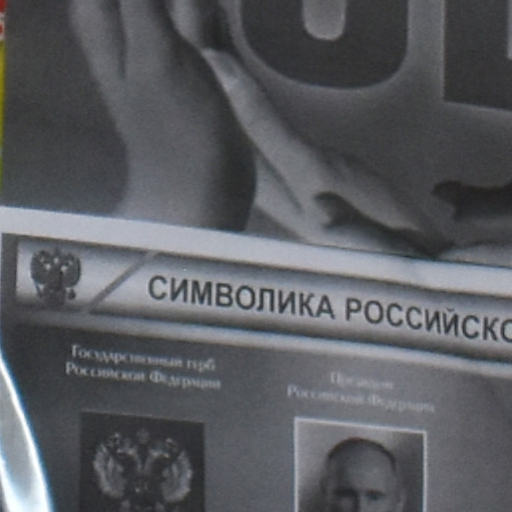 СИМВОЛИКА РОССИЙСКО
Государственный герб
Российской Федерации
Президент
Российской Федерации